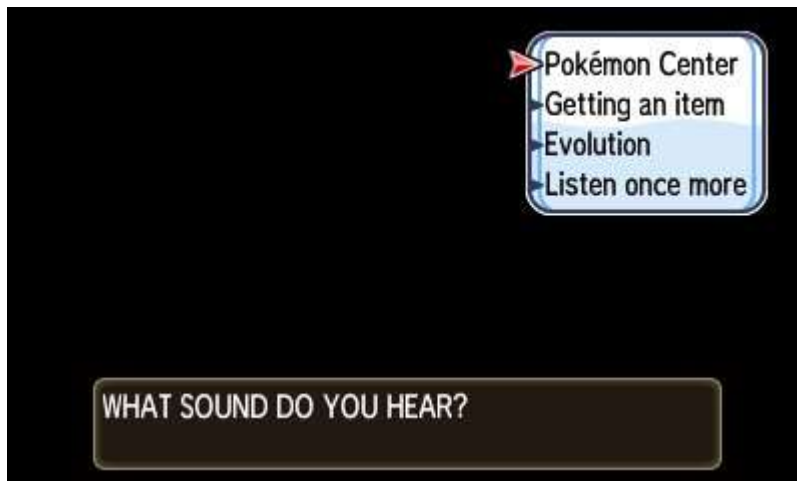 Pokémon Center
Getting an item
Evolution
Listen once more
WHAT SOUND DO YOU HEAR?